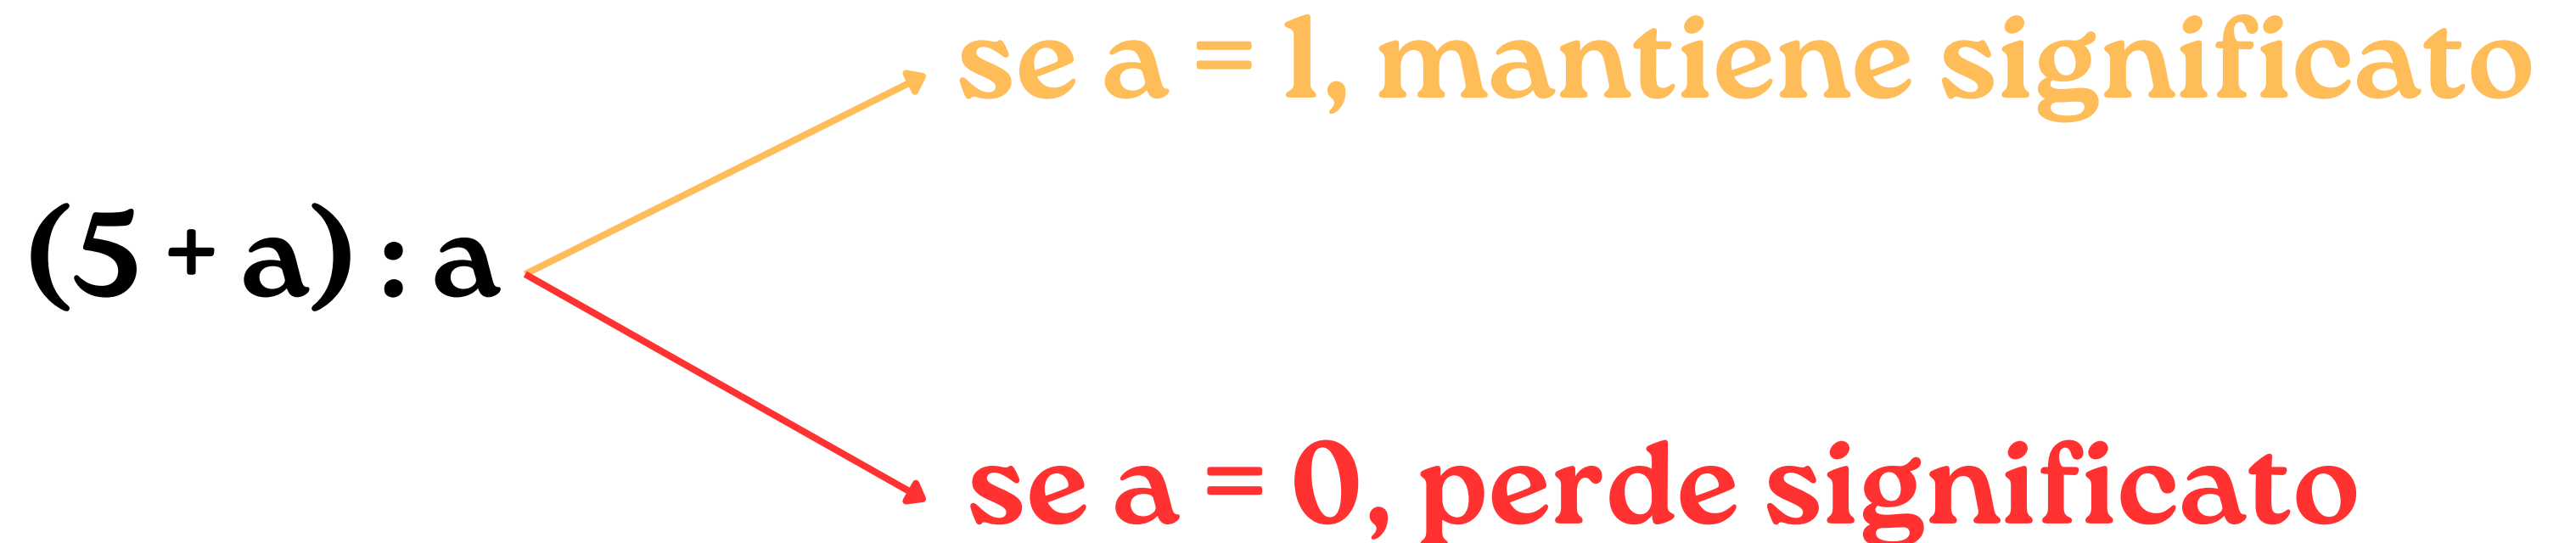 se a = 1, mantiene significato
(5 + a) : a
se a = 0, perde significato